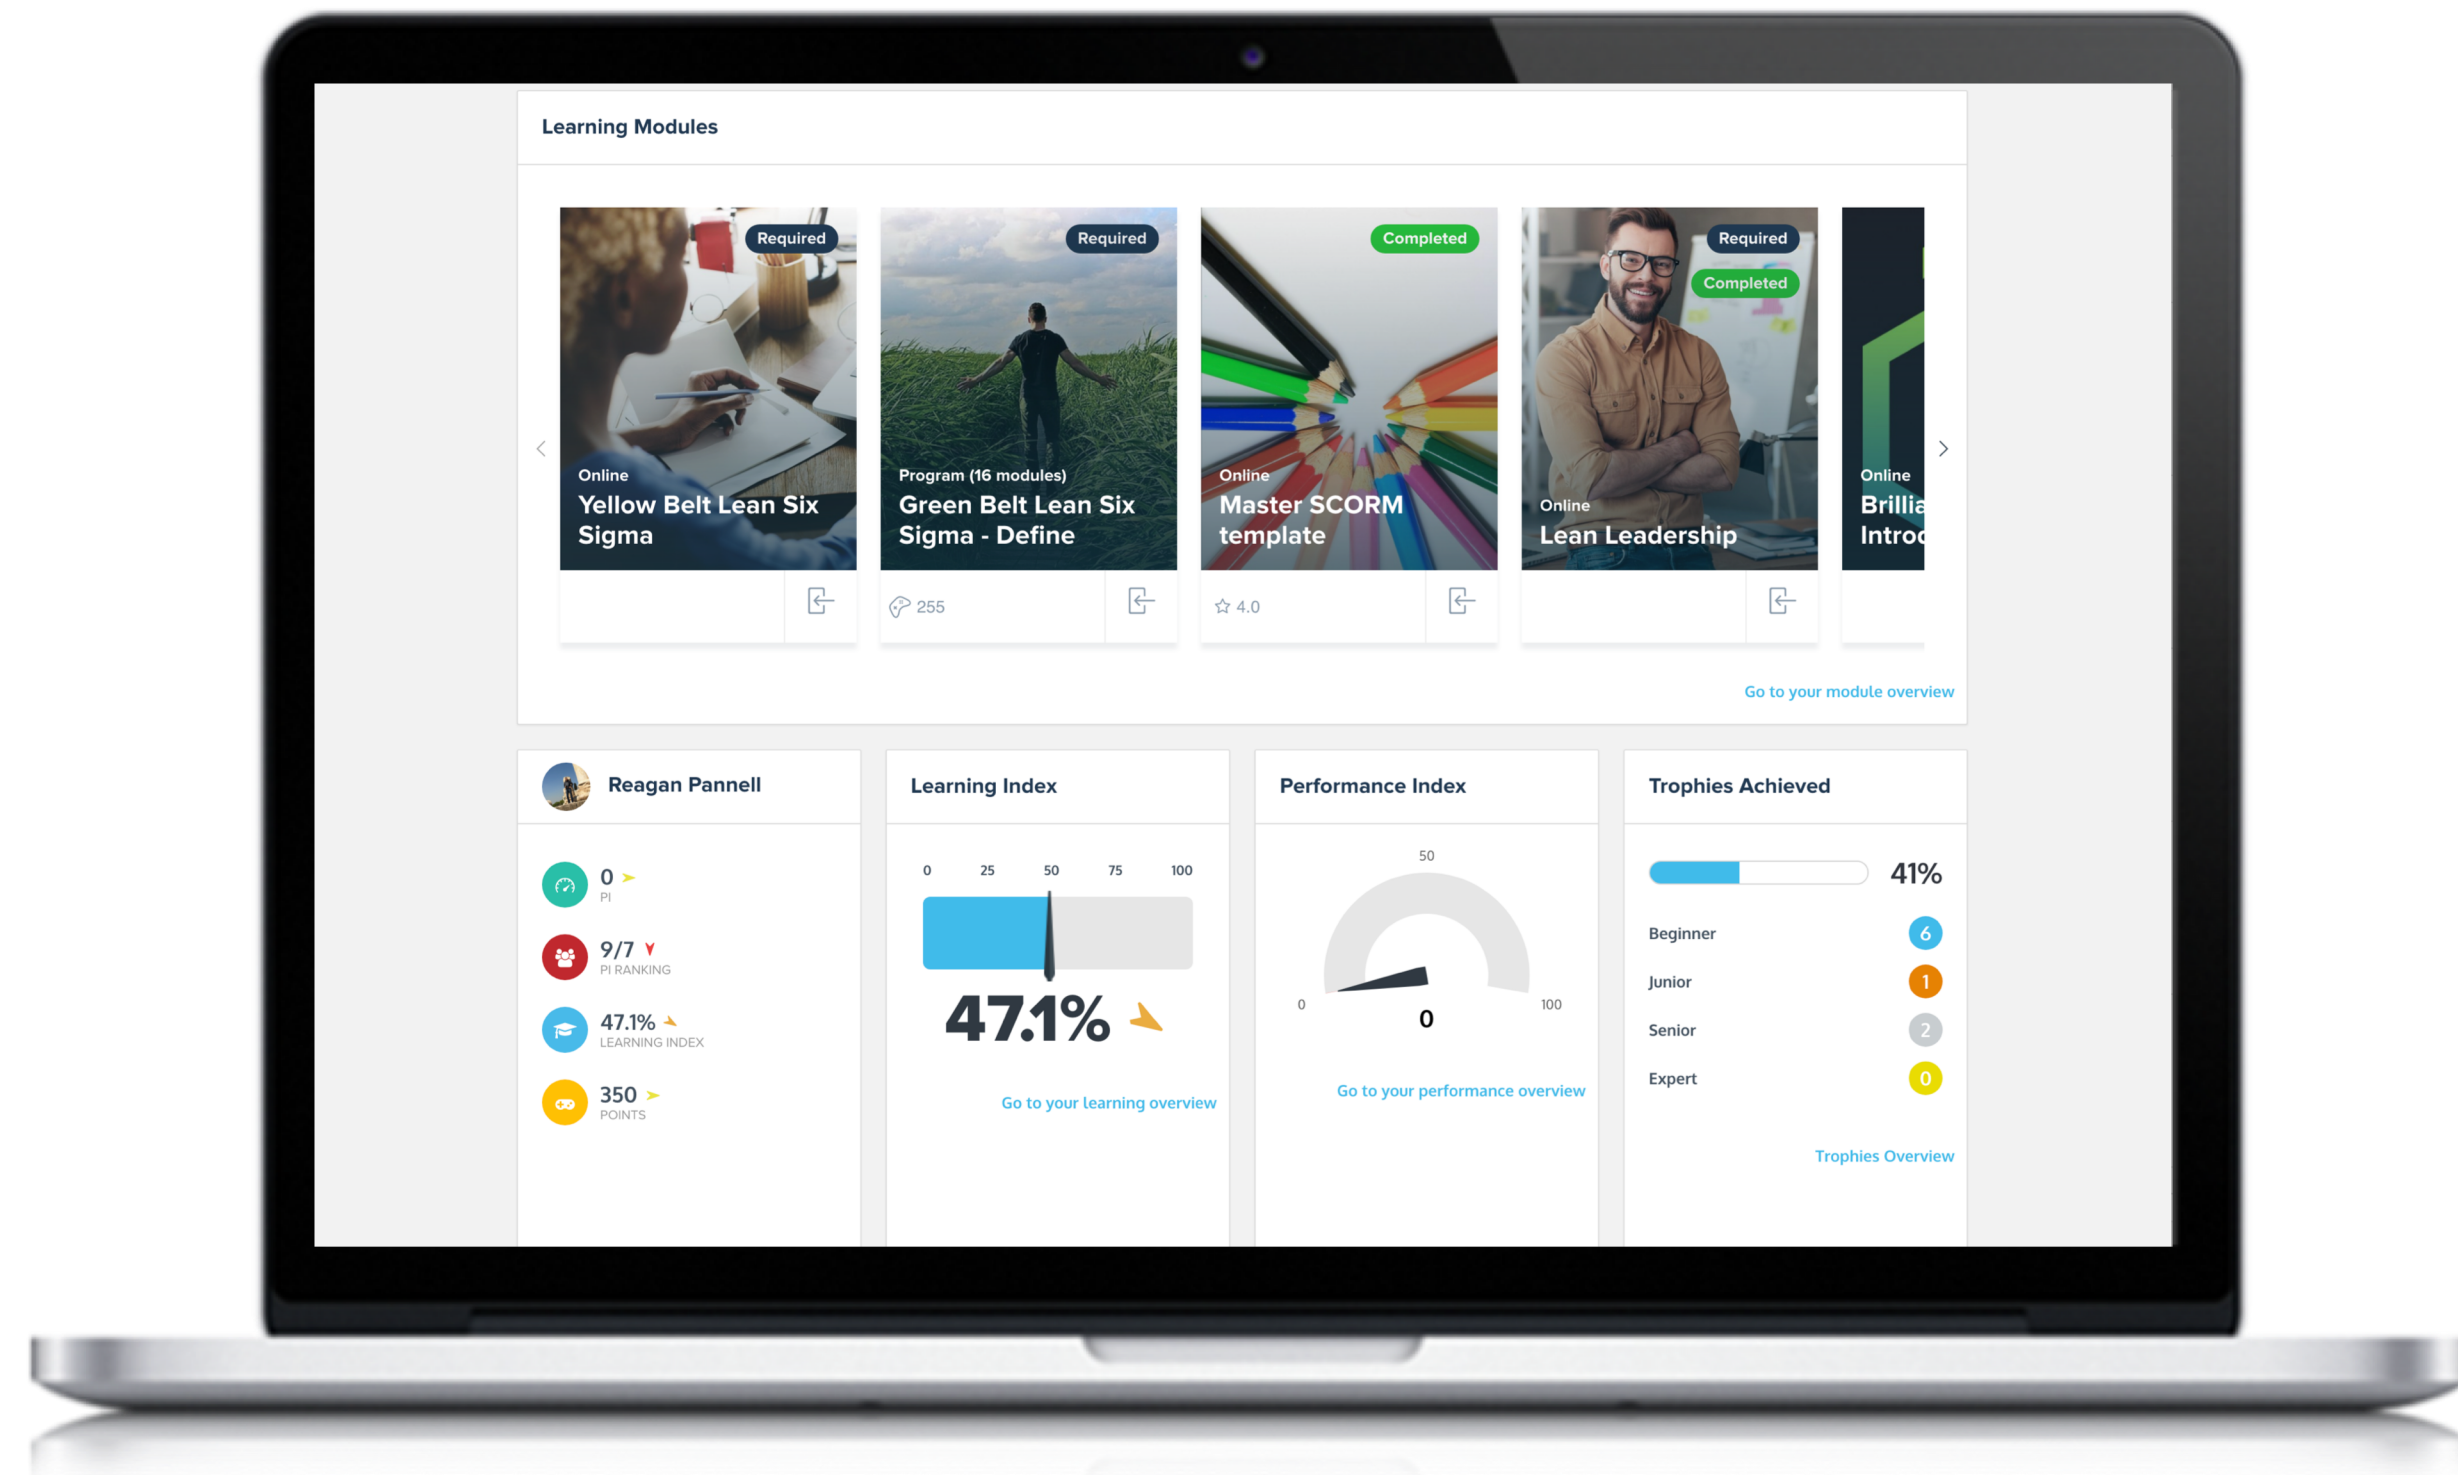 Learning Modules
Required
Online
Yellow Belt Lean Six
Sigma
Required
Program (16 modules)
Green Belt Lean Six
Sigma - Define
255
Completed
Online
Master SCORM
template
4.0
Required
Completed
Online
Lean Leadership
Online
Brillia
Introd
Go to your module overview
Reagan Pannell
0
PI
9/7
PI RANKING
47.1%
LEARNING INDEX
350
POINTS
Learning Index
0 25 50 75 100
47.1%
Go to your learning overview
Performance Index
50
0 100
0
Go to your performance overview
Trophies Achieved
41%
Beginner 6
Junior 1
Senior 2
Expert 0
Trophies Overview